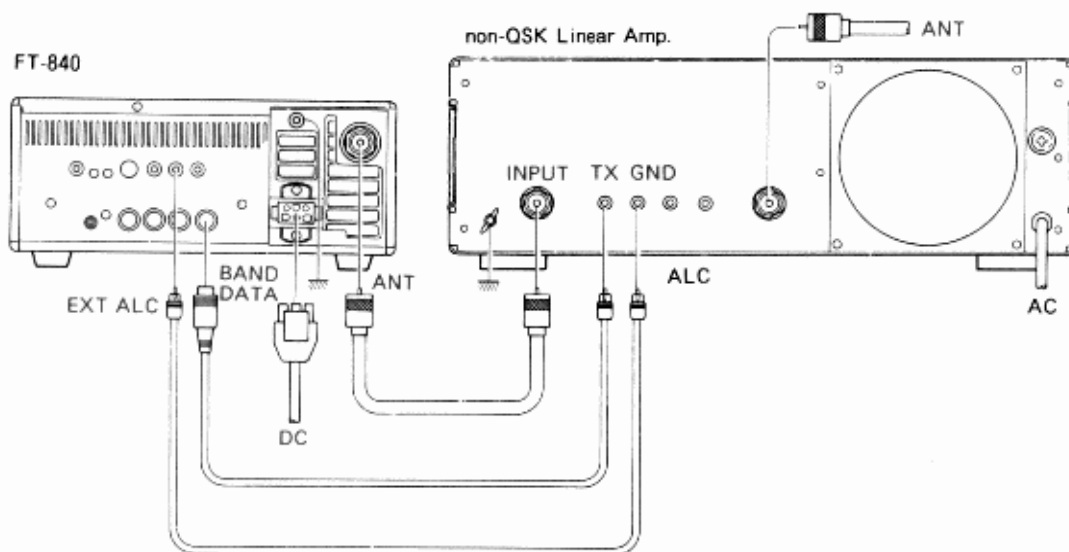 non-QSK Linear Amp.
ANT
FT-840
INPUT
TX GND
BAND
DATA
ANT
EXT ALC
ALC
AC
DC